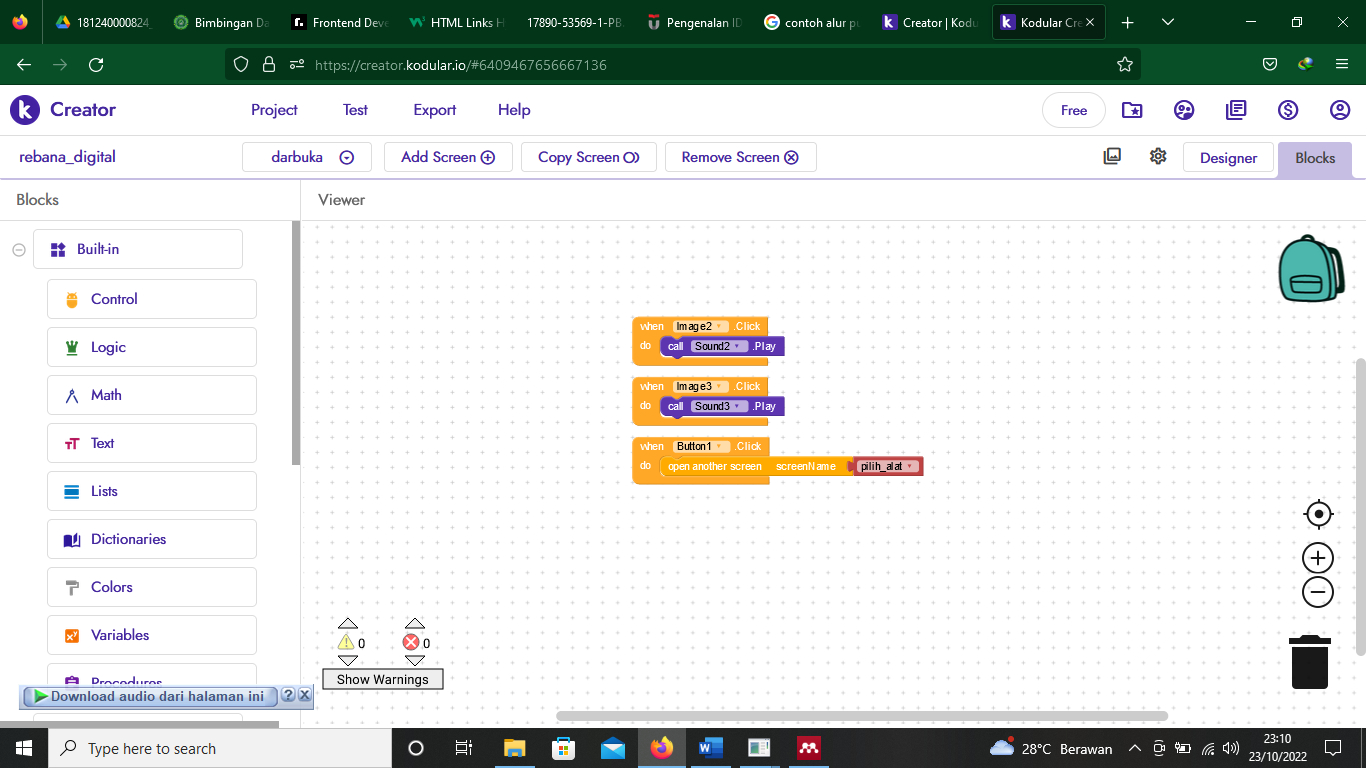 181240000824_
Bimbingan Da
Frontend Deve
HTML Links H
17890-53569-1-PB.
Pengenalan ID
contoh alur pu
Creator | Kodu
Kodular Cre
https://creator.kodular.io/#6409467656667136
Creator
Project
Test
Export
Help
Free
rebana_digital
darbuka
Add Screen
Copy Screen
Remove Screen
Designer
Blocks
Blocks
Viewer
Built-in
Control
Logic
Math
Text
Lists
Dictionaries
Colors
Variables
Procedures
when Image2 .Click
do call Sound2 .Play
when Image3 .Click
do call Sound3 .Play
when Button1 .Click
do open another screen screenName pilih_alat
0
0
Show Warnings
Download audio dari halaman ini ? X
Type here to search
28°C Berawan
23:10
23/10/2022